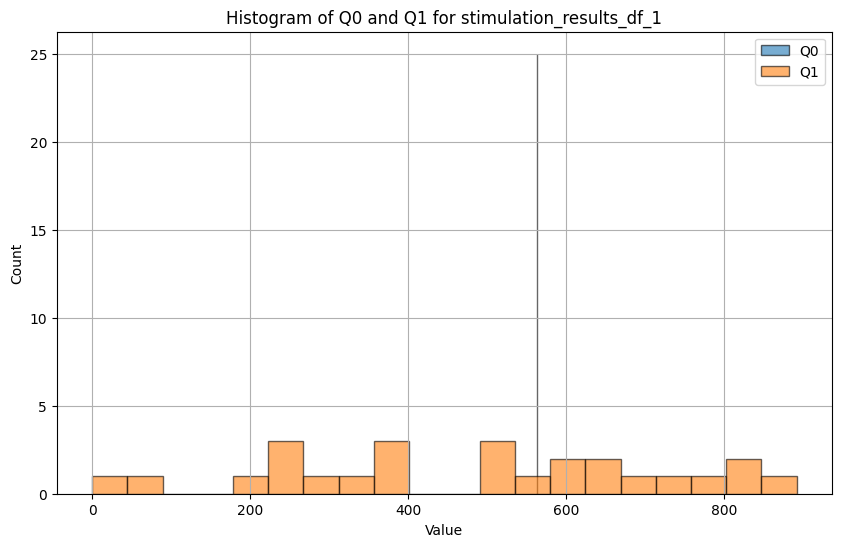 Histogram of Q0 and Q1 for stimulation_results_df_1
Q0
Q1
25
20
15
10
5
0
Count
0 200 400 600 800
Value